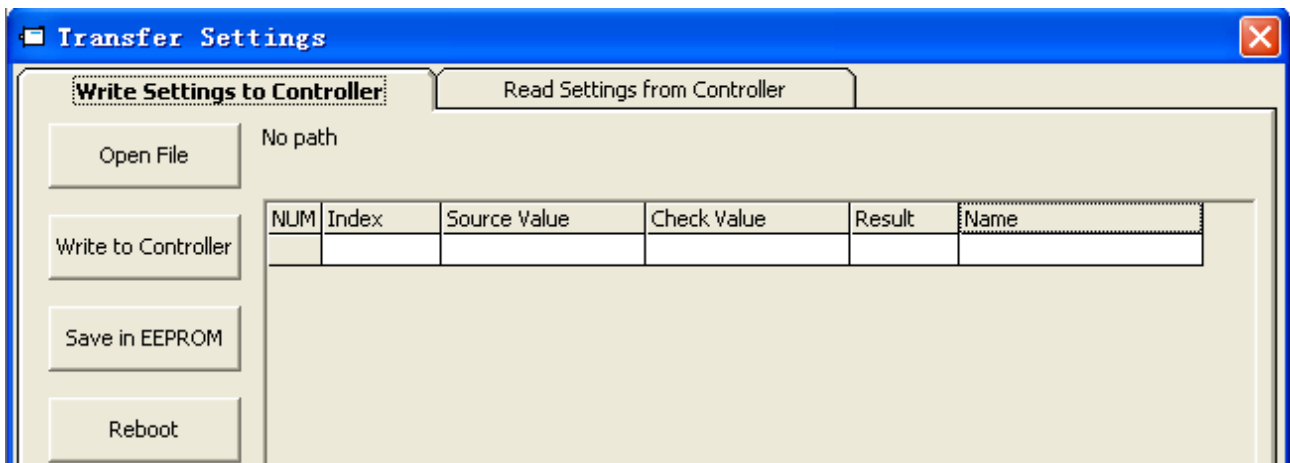 Transfer Settings
Write Settings to Controller
Read Settings from Controller
Open File
No path
NUM Index Source Value Check Value Result Name
Write to Controller
Save in EEPROM
Reboot